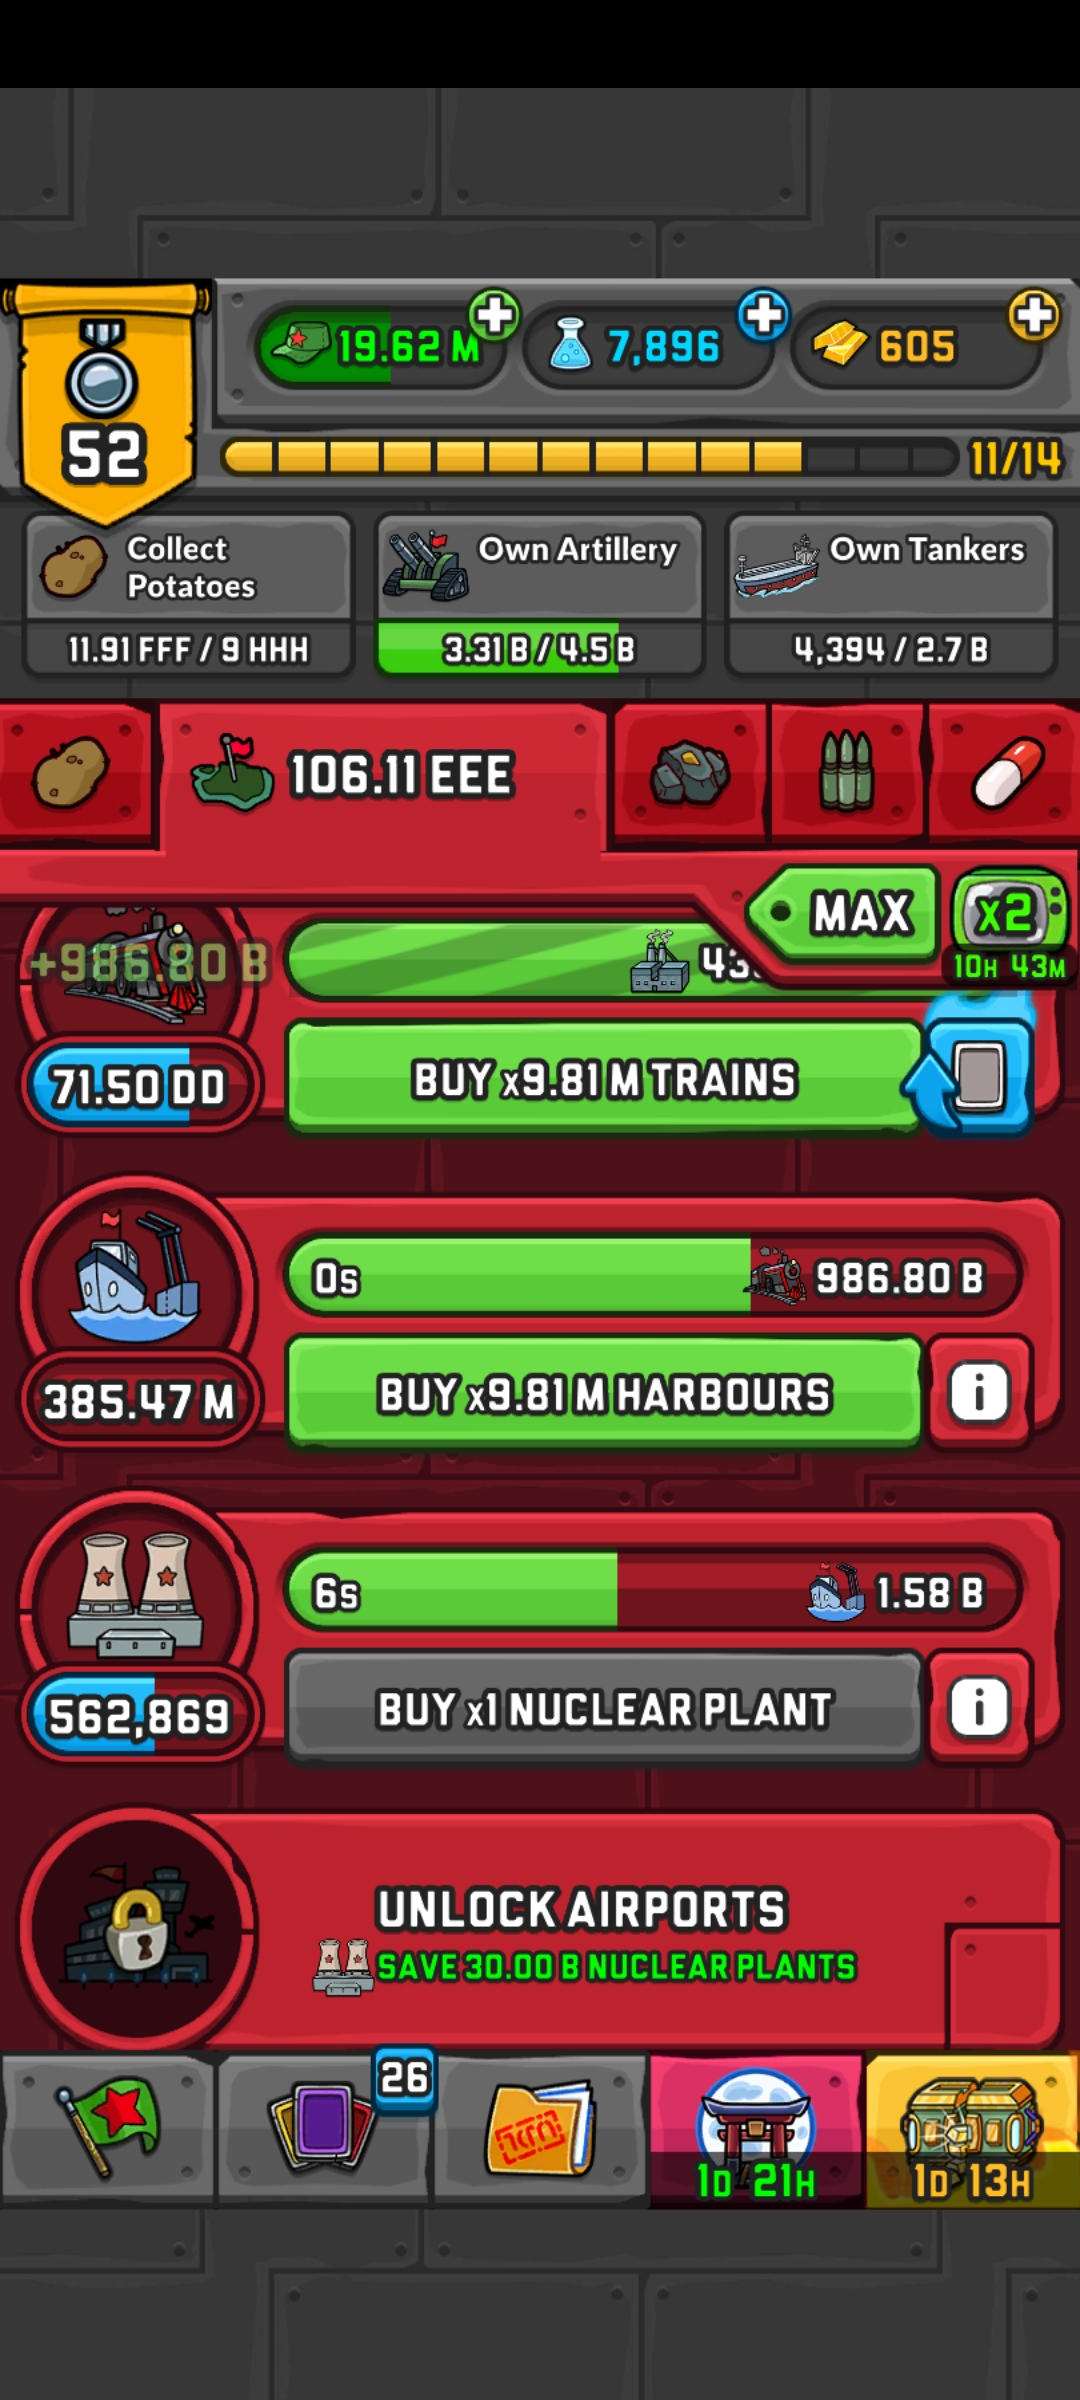 19.62 M
7,896
605
52
11/14
Collect
Potatoes
Own Artillery
Own Tankers
11.91 FFF / 9 HHH
3.31 B / 4.5 B
4,394 / 2.7 B
106.11 EEE
MAX
x2
10H 43M
+986.80 B
71.50 DD
BUY x9.81 M TRAINS
0s
986.80 B
385.47 M
BUY x9.81 M HARBOURS
6s
1.58 B
562,869
BUY x1 NUCLEAR PLANT
UNLOCK AIRPORTS
SAVE 30.00 B NUCLEAR PLANTS
26
1D 21H
1D 13H